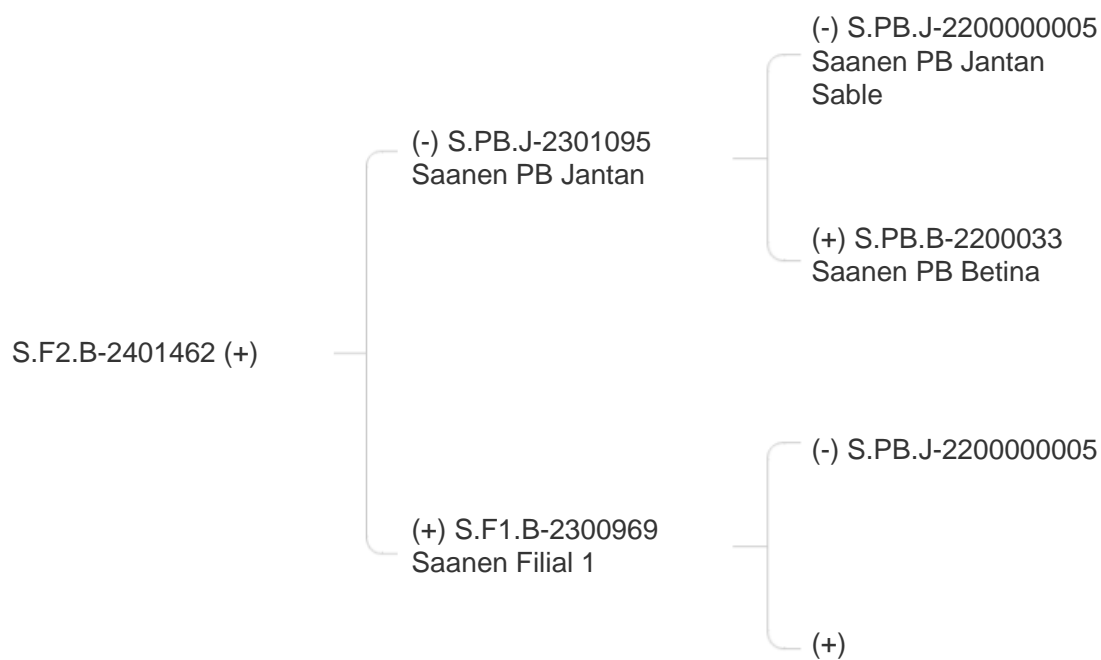 (-) S.PB.J-2200000005
Saanen PB Jantan
Sable
(-) S.PB.J-2301095
Saanen PB Jantan
(+) S.PB.B-2200033
Saanen PB Betina
S.F2.B-2401462 (+)
(-) S.PB.J-2200000005
(+) S.F1.B-2300969
Saanen Filial 1
(+)